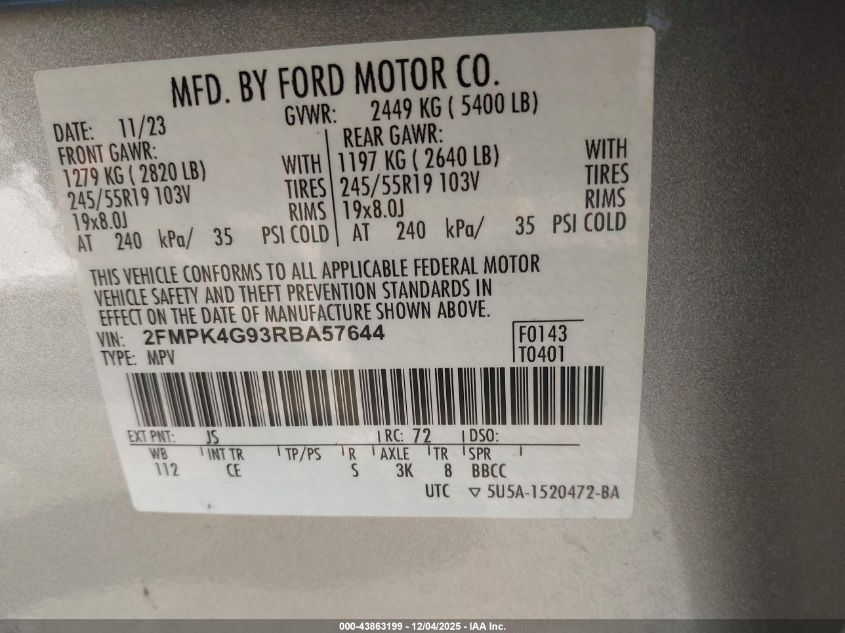 MFD. BY FORD MOTOR CO.
DATE: 11/23 GVWR: 2449 KG ( 5400 LB)
FRONT GAWR: REAR GAWR:
1279 KG ( 2820 LB) WITH 1197 KG ( 2640 LB) WITH
245/55R19 103V TIRES 245/55R19 103V TIRES
19x8.0J RIMS 19x8.0J RIMS
AT 240 kPa/ 35 PSI COLD AT 240 kPa/ 35 PSI COLD
THIS VEHICLE CONFORMS TO ALL APPLICABLE FEDERAL MOTOR
VEHICLE SAFETY AND THEFT PREVENTION STANDARDS IN
EFFECT ON THE DATE OF MANUFACTURE SHOWN ABOVE.
VIN: 2FMPK4G93RBA57644 F0143
TYPE: MPV T0401
EXT PNT: JS RC: 72 DSO:
WB INT TR TP/PS R AXLE TR SPR
112 CE S 3K 8 BBCC
UTC ▽ 5U5A-1520472-BA
000-43863199 - 12/04/2025 - IAA Inc.